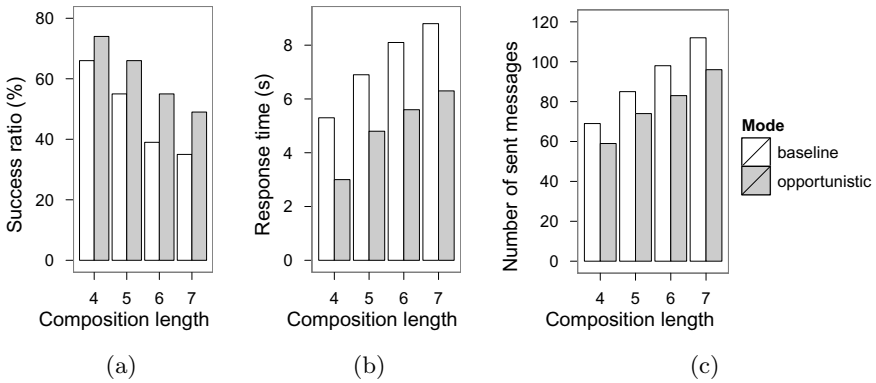 Success ratio (%)
80
60
40
20
0
4 5 6 7
Composition length
(a)
Response time (s)
8
6
4
2
0
4 5 6 7
Composition length
(b)
Number of sent messages
120
100
80
60
40
20
0
4 5 6 7
Composition length
(c)
Mode
baseline
opportunistic